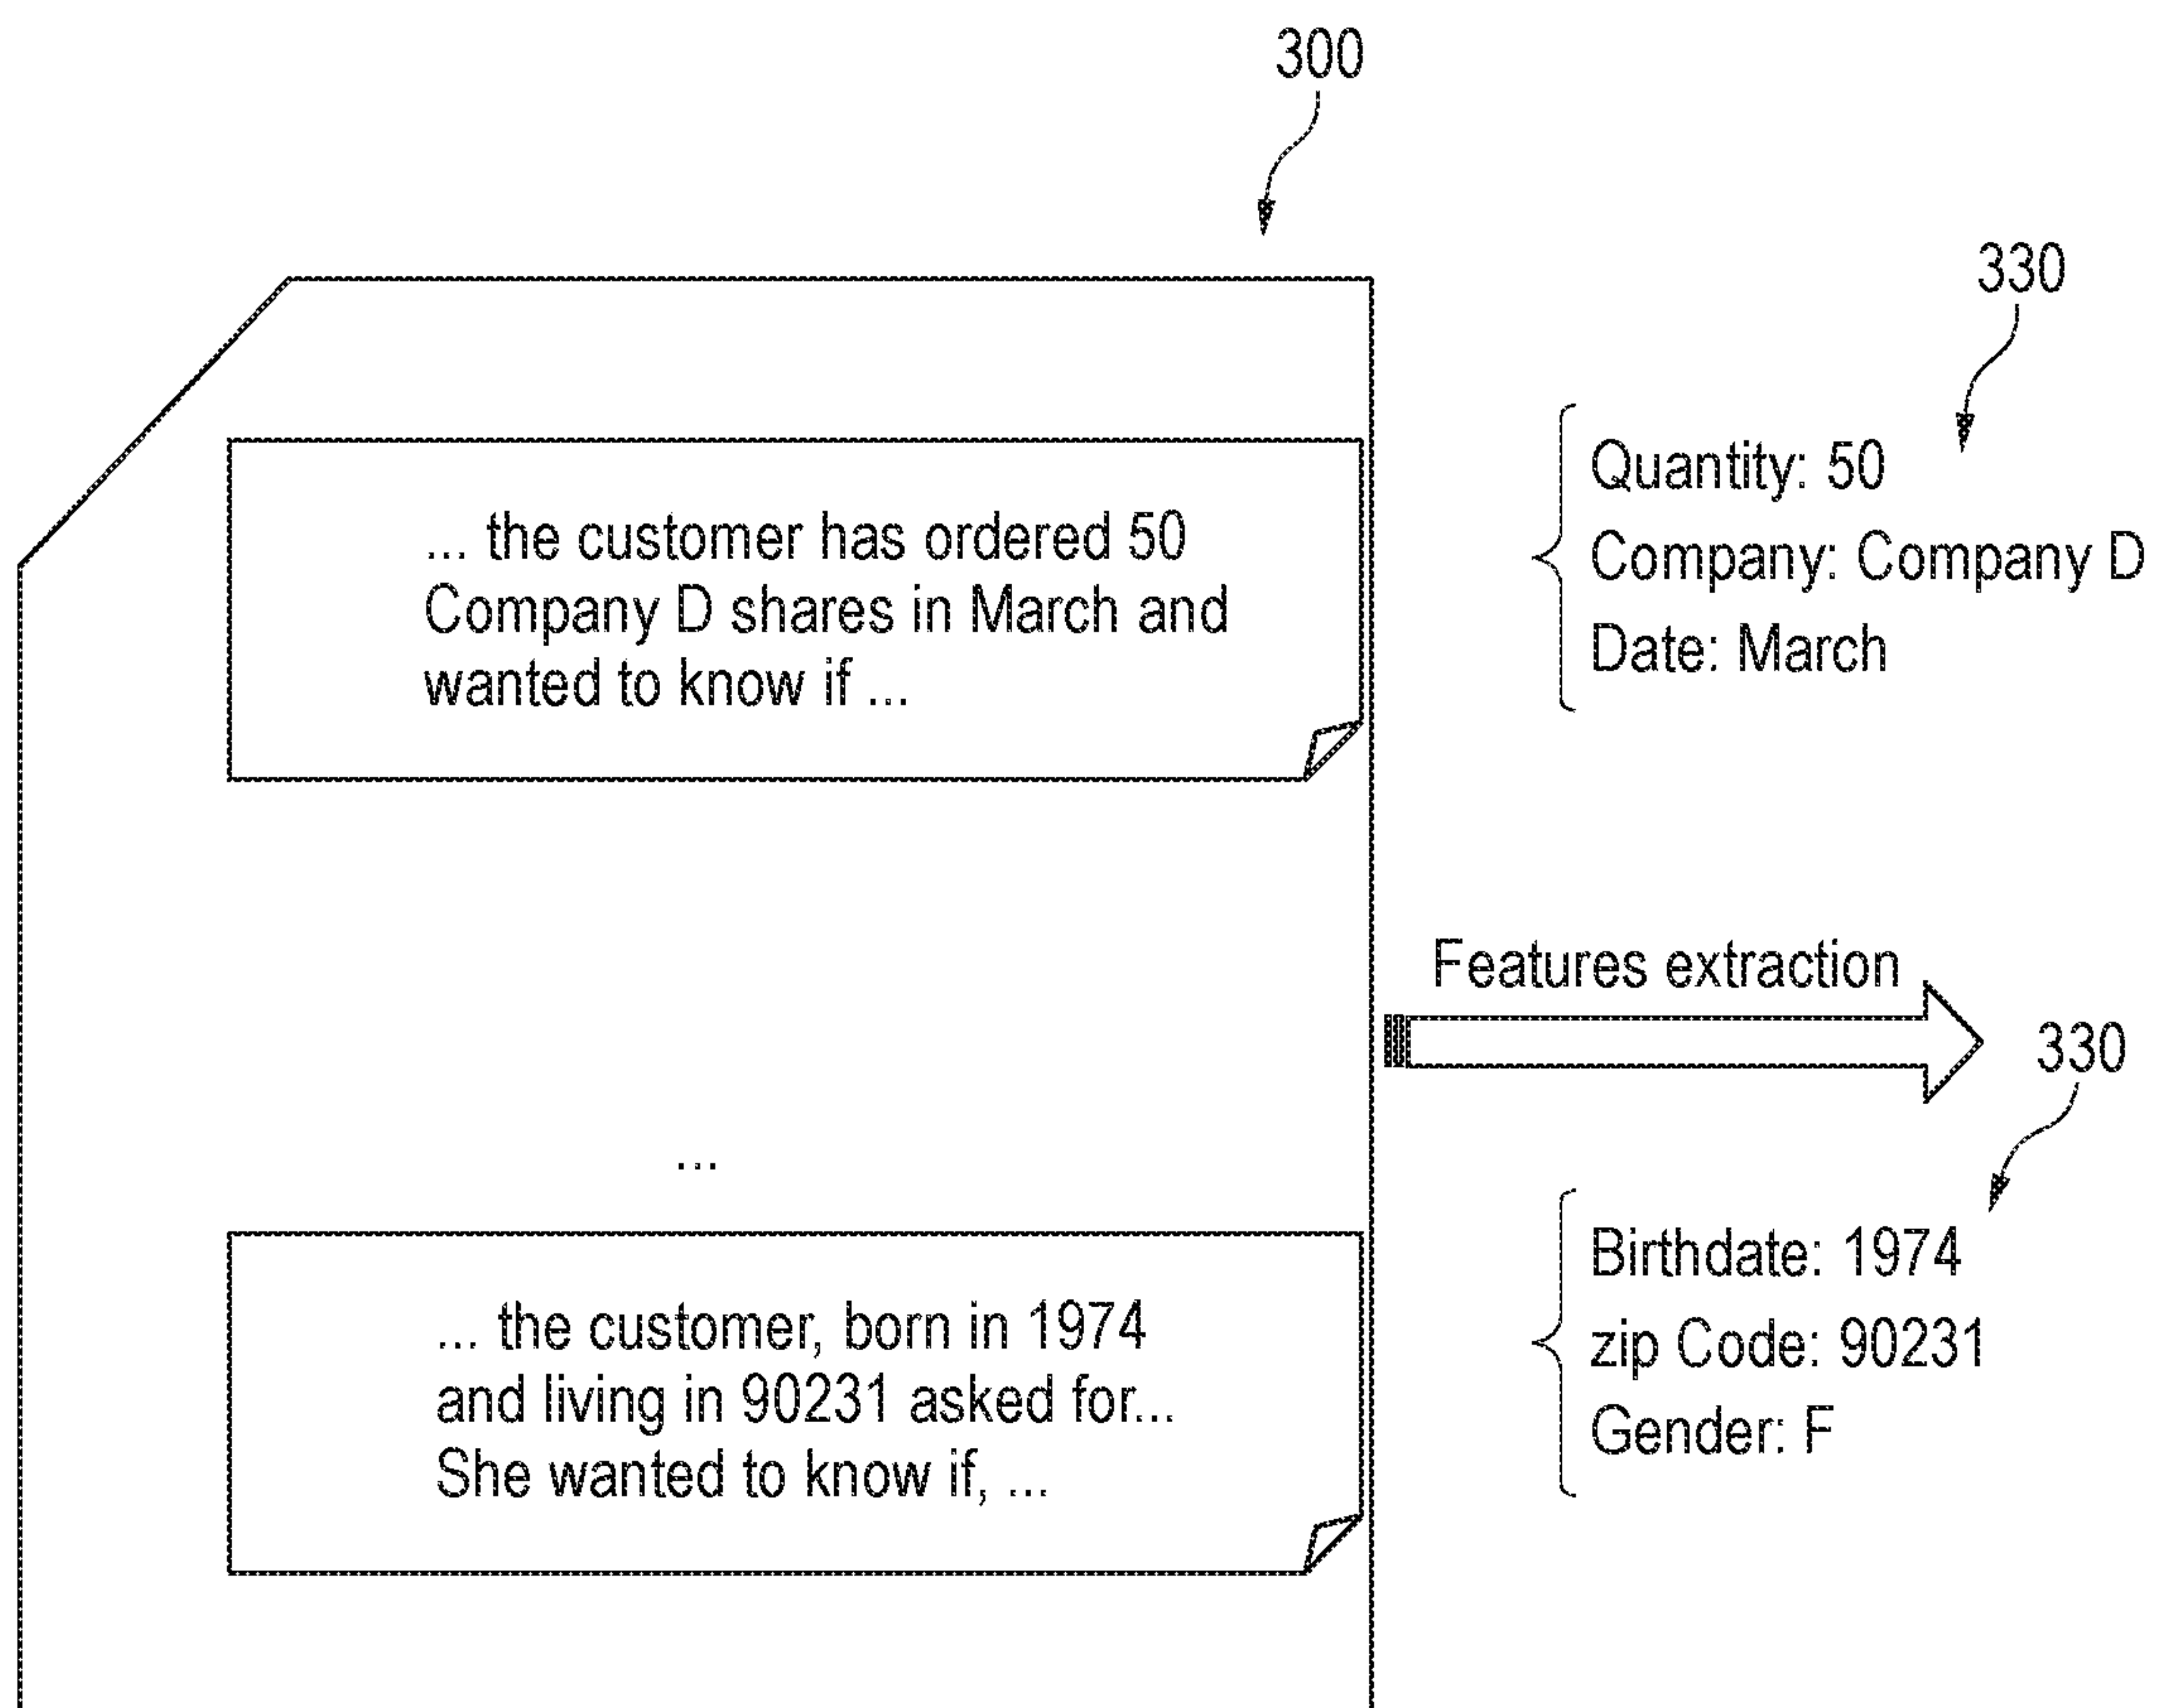 300
330
... the customer has ordered 50
Company D shares in March and
wanted to know if ...
Quantity: 50
Company: Company D
Date: March
Features extraction
330
...
... the customer, born in 1974
and living in 90231 asked for...
She wanted to know if, ...
Birthdate: 1974
zip Code: 90231
Gender: F